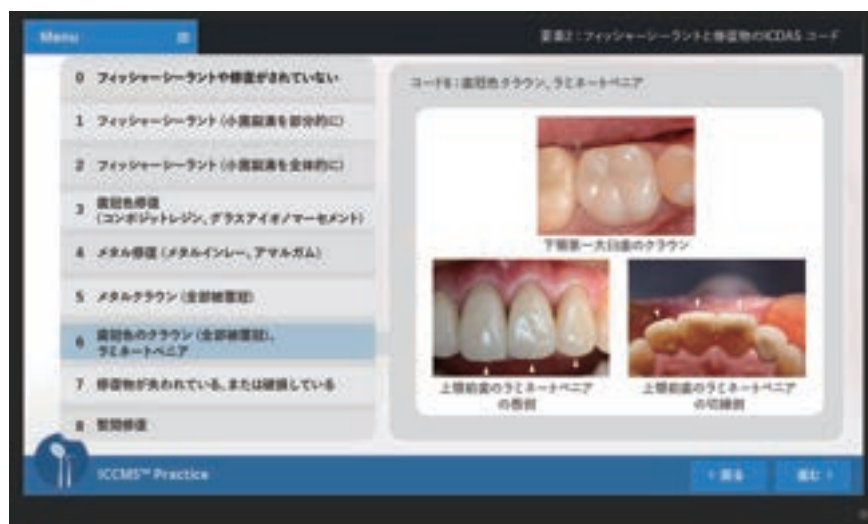 Menu
要素2：フィッシャーシーラントと修復物のICDAS コード
0 フィッシャーシーラントや修復がされていない
1 フィッシャーシーラント（小窩裂溝を部分的に）
2 フィッシャーシーラント（小窩裂溝を全体的に）
3 歯冠色修復
（コンポジットレジン、グラスアイオノマーセメント）
4 メタル修復（メタルインレー、アマルガム）
5 メタルクラウン（全部被覆冠）
6 歯冠色のクラウン（全部被覆冠）、
ラミネートベニア
7 修復物が失われている、または破損している
8 暫間修復
コード6：歯冠色クラウン、ラミネートベニア
下顎第一大臼歯のクラウン
上顎前歯のラミネートベニア
の唇側
上顎前歯のラミネートベニア
の切縁側
ICCMS™ Practice
戻る
進む